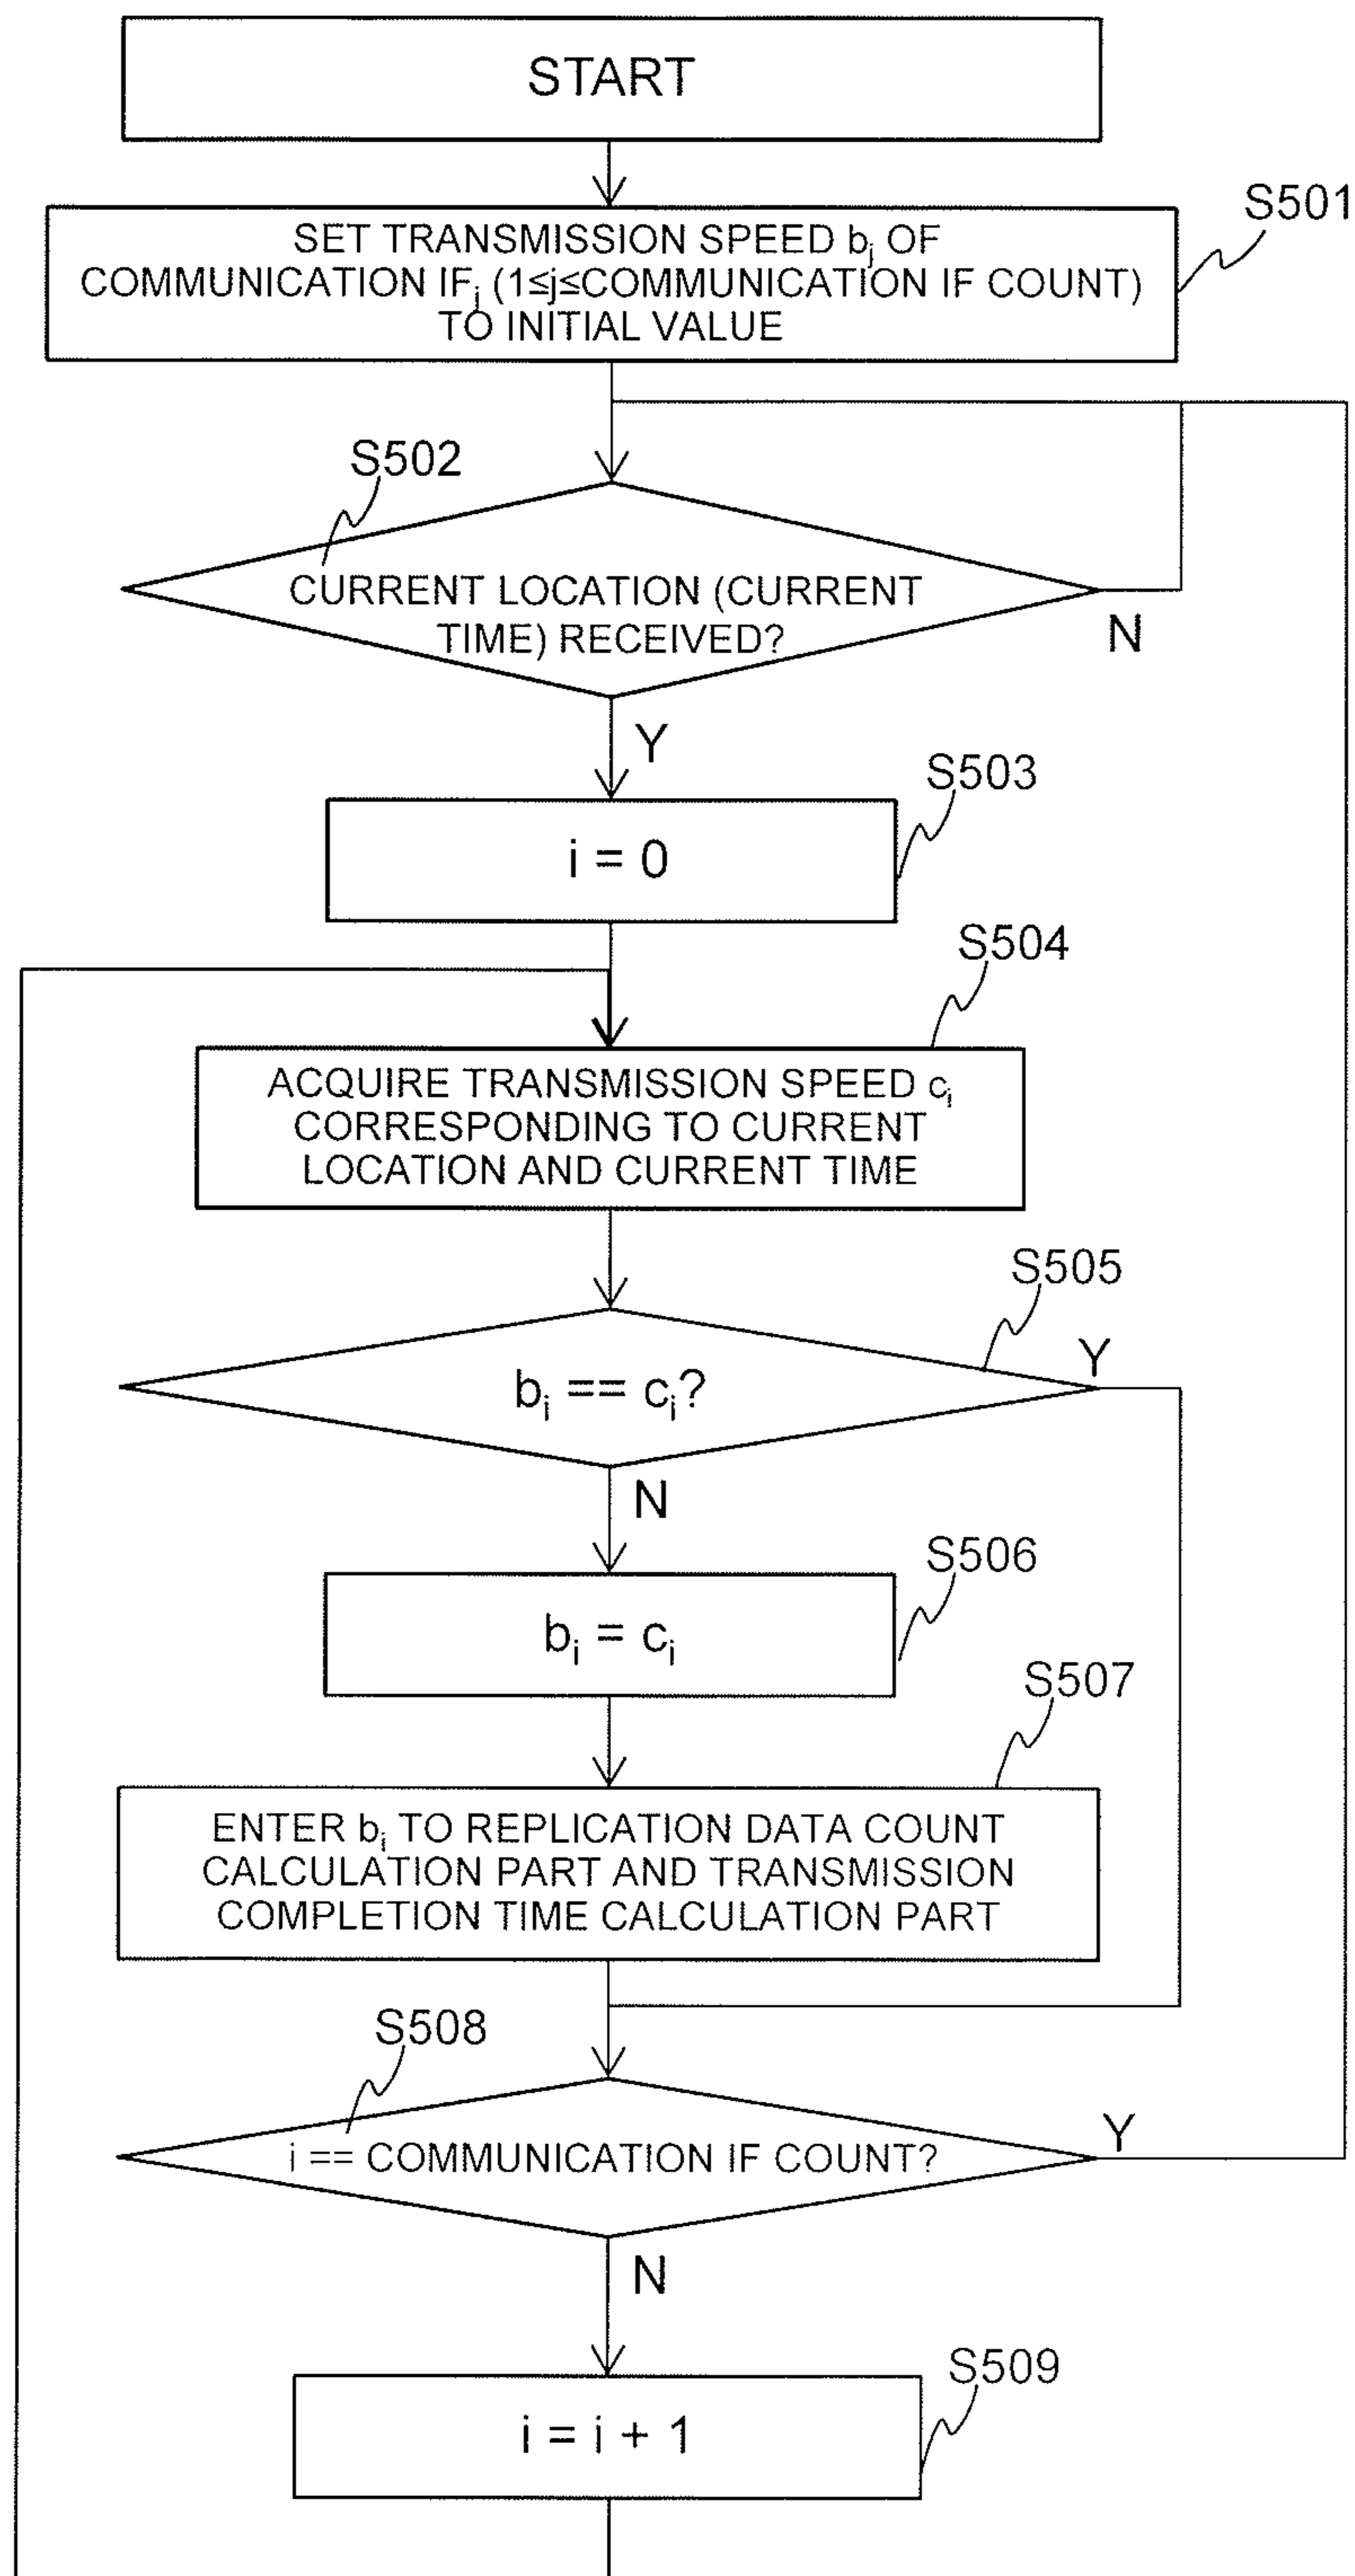 START
S501
SET TRANSMISSION SPEED bj OF
COMMUNICATION IFj (1≤j≤COMMUNICATION IF COUNT)
TO INITIAL VALUE
S502
CURRENT LOCATION (CURRENT
TIME) RECEIVED?
N
Y
S503
i = 0
S504
ACQUIRE TRANSMISSION SPEED ci
CORRESPONDING TO CURRENT
LOCATION AND CURRENT TIME
S505
Y
bi == ci?
N
S506
bi = ci
S507
ENTER bi TO REPLICATION DATA COUNT
CALCULATION PART AND TRANSMISSION
COMPLETION TIME CALCULATION PART
S508
Y
i == COMMUNICATION IF COUNT?
N
S509
i = i + 1